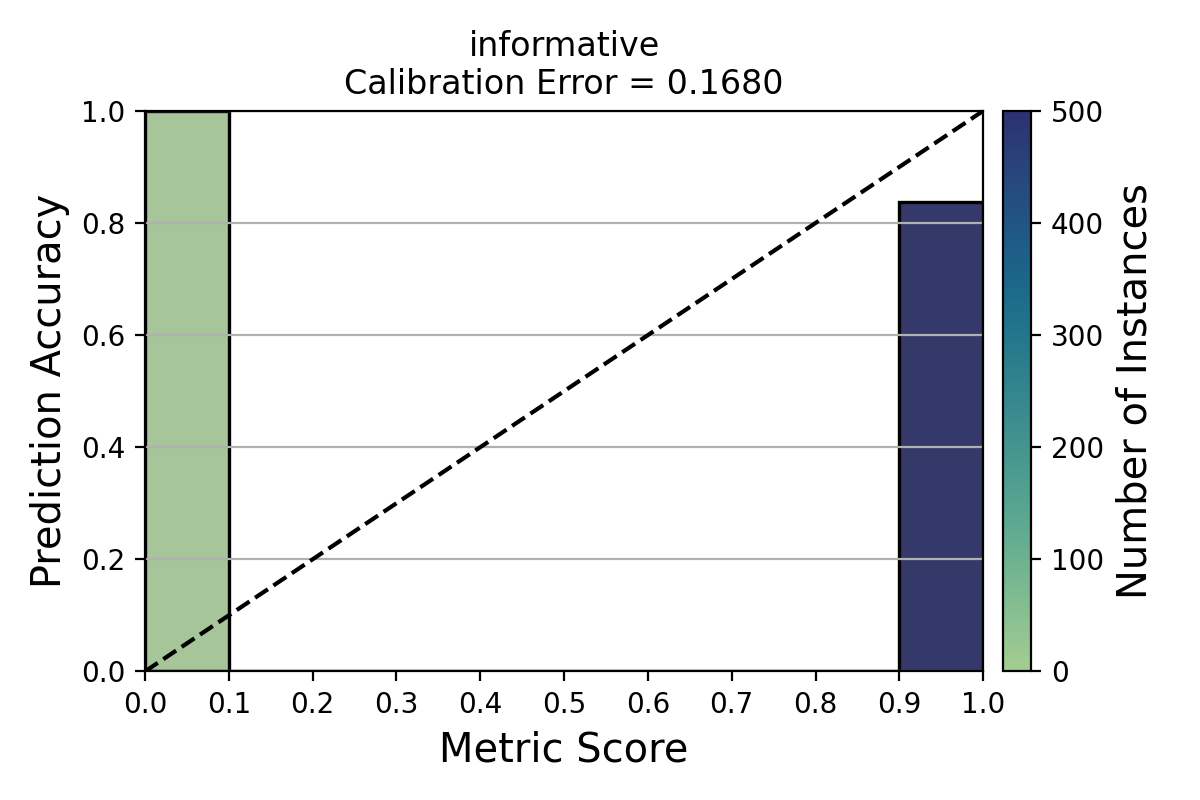 informative
Calibration Error = 0.1680
Prediction Accuracy
1.0
0.8
0.6
0.4
0.2
0.0
0.0 0.1 0.2 0.3 0.4 0.5 0.6 0.7 0.8 0.9 1.0
Metric Score
500
400
300
200
100
0
Number of Instances